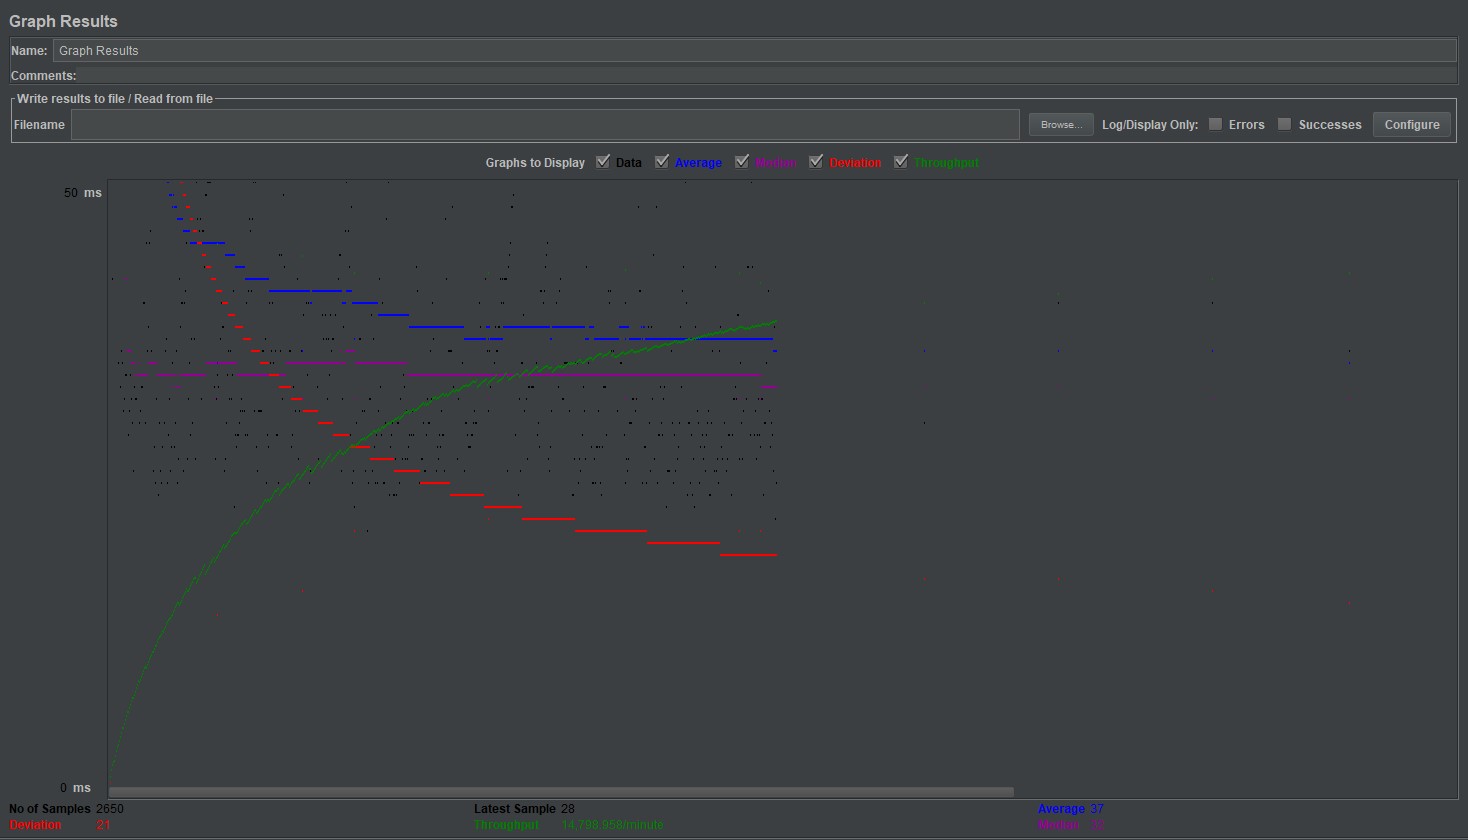 Graph Results
Name: Graph Results
Comments:
Write results to file / Read from file
Filename Browse... Log/Display Only: Errors Successes Configure
Graphs to Display Data Average Median Deviation Throughput
50 ms
0 ms
No of Samples 2650 Latest Sample 28 Average 37
Deviation 21 Throughput 14,798.958/minute Median